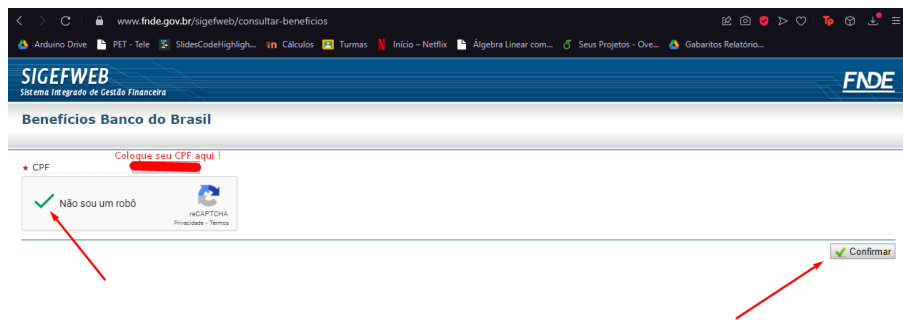 www.fnde.gov.br/sigefweb/consultar-beneficios
Arduino Drive PET - Tele SlidesCodeHighligh... Cálculos Turmas Início – Netflix Álgebra Linear com... Seus Projetos - Ove... Gabaritos Relatório...
SIGEFWEB
Sistema Integrado de Gestão Financeira
FNDE
Benefícios Banco do Brasil
Coloque seu CPF aqui !
* CPF
Não sou um robô
reCAPTCHA
Privacidade - Termos
Confirmar